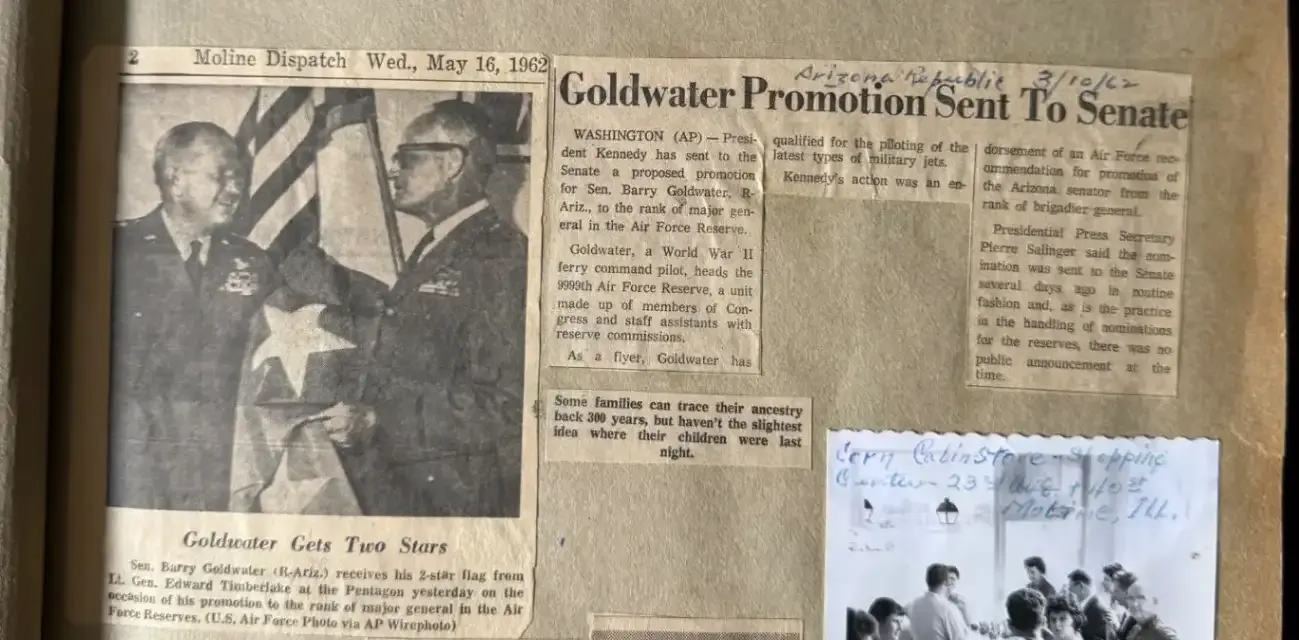 2 Moline Dispatch Wed., May 16, 1962
Goldwater Gets Two Stars
Sen. Barry Goldwater (R-Ariz.) receives his 2-star flag from
Lt. Gen. Edward Timberlake at the Pentagon yesterday on the
occasion of his promotion to the rank of major general in the Air
Force Reserves. (U.S. Air Force Photo via AP Wirephoto)
Arizona Republic 3/10/62
Goldwater Promotion Sent To Senate
WASHINGTON (AP) — Presi-
dent Kennedy has sent to the
Senate a proposed promotion
for Sen. Barry Goldwater, R-
Ariz., to the rank of major gen-
eral in the Air Force Reserve.
Goldwater, a World War II
ferry command pilot, heads the
9999th Air Force Reserve, a unit
made up of members of Con-
gress and staff assistants with
reserve commissions.
As a flyer, Goldwater has
qualified for the piloting of the
latest types of military jets.
Kennedy's action was an en-
dorsement of an Air Force rec-
ommendation for promotion of
the Arizona senator from the
rank of brigadier general.
Presidential Press Secretary
Pierre Salinger said the nom-
ination was sent to the Senate
several days ago in routine
fashion and, as is the practice
in the handling of nominations
for the reserves, there was no
public announcement at the
time.
Some families can trace their ancestry
back 300 years, but haven't the slightest
idea where their children were last
night.
Cabin Store - Shopping
23rd Ave + 40 st
Moline, ILL.